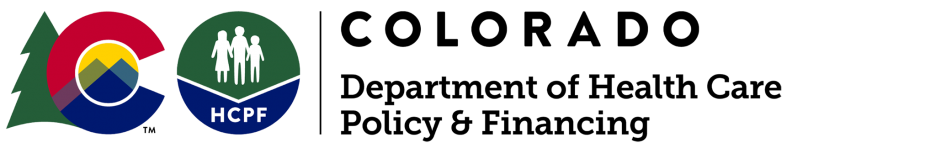 TM
HCPF
COLORADO
Department of Health Care
Policy & Financing